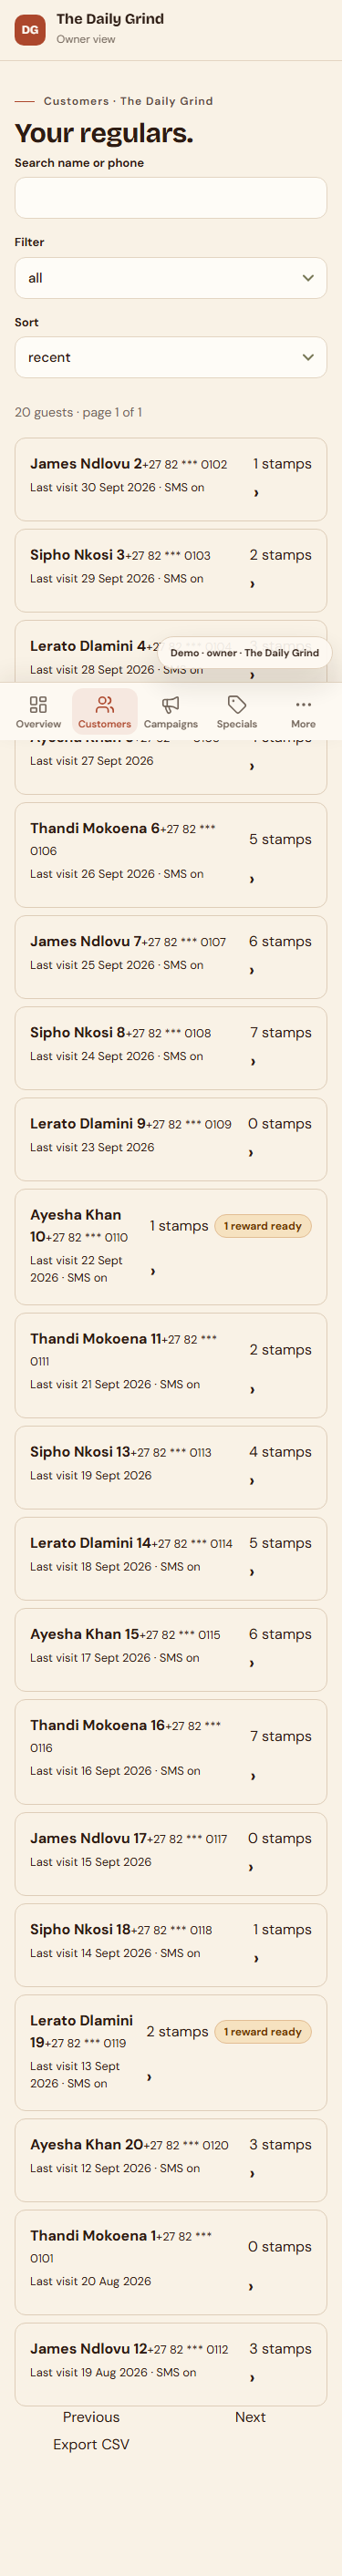 DG
The Daily Grind
Owner view
Customers · The Daily Grind
Your regulars.
Search name or phone
Filter
all
Sort
recent
20 guests · page 1 of 1
James Ndlovu 2+27 82 *** 0102 1 stamps
Last visit 30 Sept 2026 · SMS on ›
Sipho Nkosi 3+27 82 *** 0103 2 stamps
Last visit 29 Sept 2026 · SMS on ›
Lerato Dlamini 4
Demo · owner · The Daily Grind
Last visit 28 Sept 2026 · SMS on ›
Overview Customers Campaigns Specials More
Last visit 27 Sept 2026 ›
Thandi Mokoena 6+27 82 ***
0106 5 stamps
Last visit 26 Sept 2026 · SMS on ›
James Ndlovu 7+27 82 *** 0107 6 stamps
Last visit 25 Sept 2026 · SMS on ›
Sipho Nkosi 8+27 82 *** 0108 7 stamps
Last visit 24 Sept 2026 · SMS on ›
Lerato Dlamini 9+27 82 *** 0109 0 stamps
Last visit 23 Sept 2026 ›
Ayesha Khan
10+27 82 *** 0110 1 stamps 1 reward ready
Last visit 22 Sept
2026 · SMS on ›
Thandi Mokoena 11+27 82 ***
0111 2 stamps
Last visit 21 Sept 2026 · SMS on ›
Sipho Nkosi 13+27 82 *** 0113 4 stamps
Last visit 19 Sept 2026 ›
Lerato Dlamini 14+27 82 *** 0114 5 stamps
Last visit 18 Sept 2026 · SMS on ›
Ayesha Khan 15+27 82 *** 0115 6 stamps
Last visit 17 Sept 2026 · SMS on ›
Thandi Mokoena 16+27 82 ***
0116 7 stamps
Last visit 16 Sept 2026 · SMS on ›
James Ndlovu 17+27 82 *** 0117 0 stamps
Last visit 15 Sept 2026 ›
Sipho Nkosi 18+27 82 *** 0118 1 stamps
Last visit 14 Sept 2026 · SMS on ›
Lerato Dlamini
19+27 82 *** 0119 2 stamps 1 reward ready
Last visit 13 Sept
2026 · SMS on ›
Ayesha Khan 20+27 82 *** 0120 3 stamps
Last visit 12 Sept 2026 · SMS on ›
Thandi Mokoena 1+27 82 ***
0101 0 stamps
Last visit 20 Aug 2026 ›
James Ndlovu 12+27 82 *** 0112 3 stamps
Last visit 19 Aug 2026 · SMS on ›
Previous Next
Export CSV